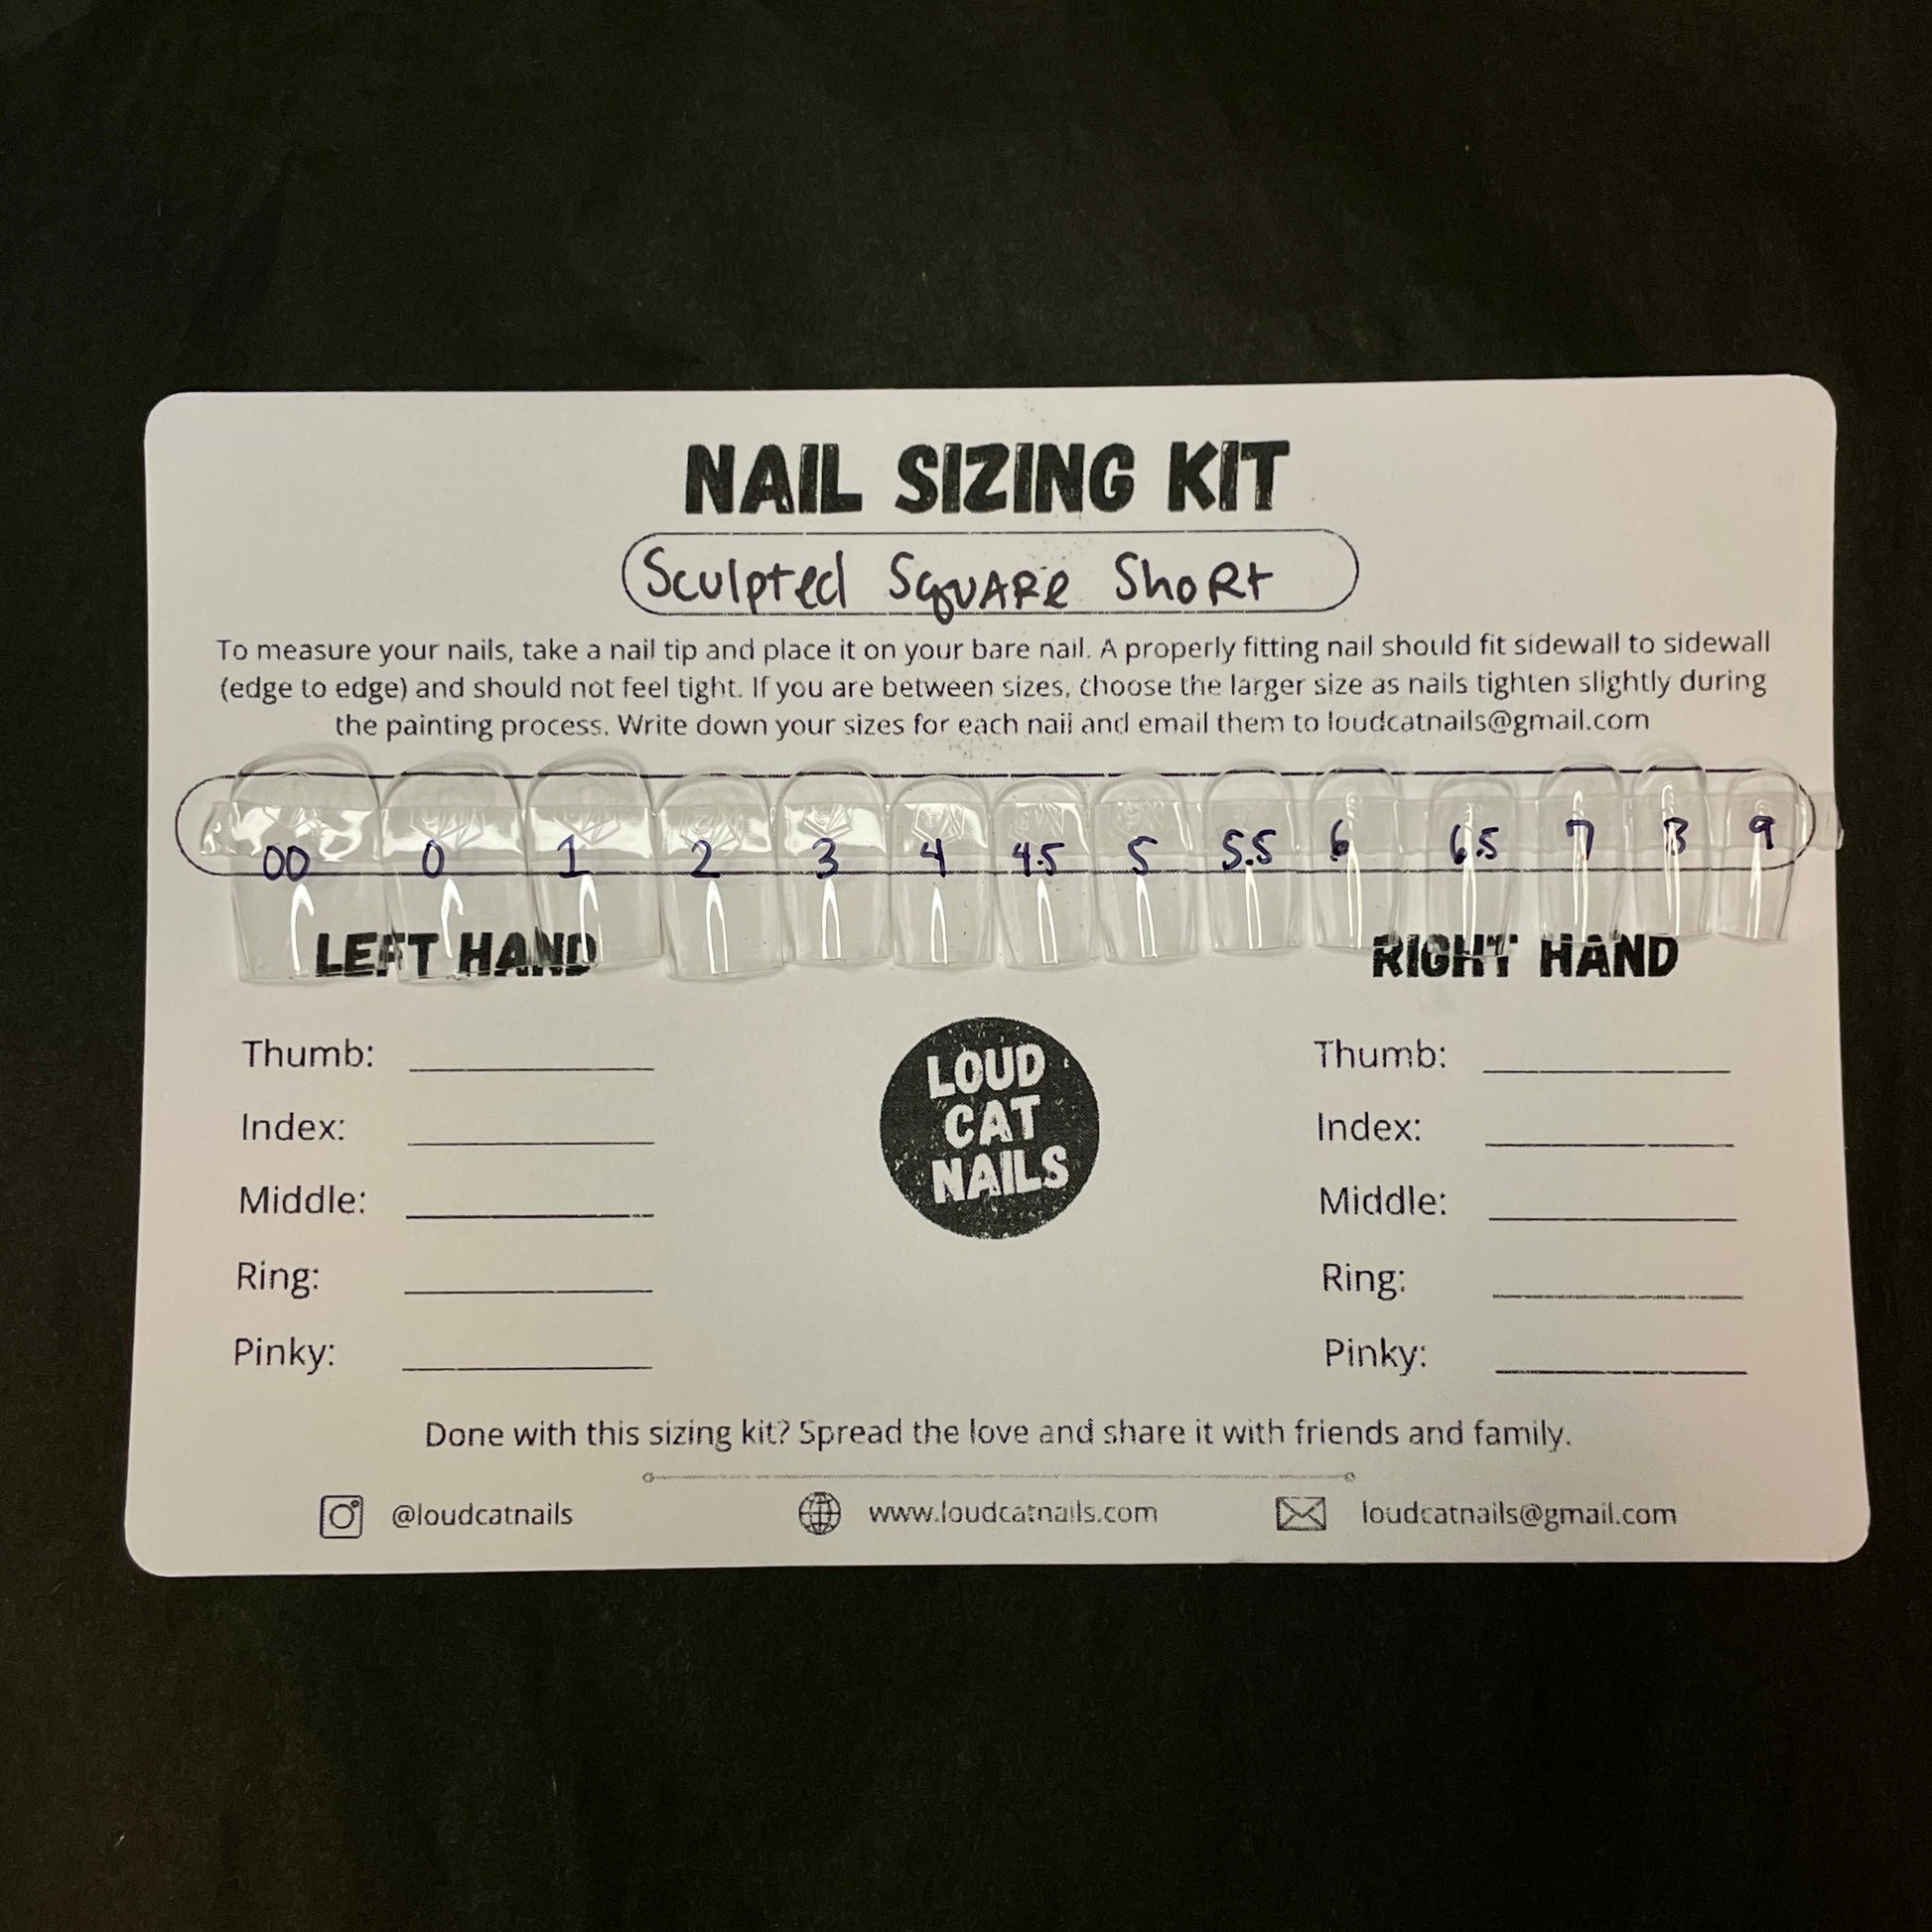 NAIL SIZING KIT
Sculpted Square Short
To measure your nails, take a nail tip and place it on your bare nail. A properly fitting nail should fit sidewall to sidewall
(edge to edge) and should not feel tight. If you are between sizes, choose the larger size as nails tighten slightly during
the painting process. Write down your sizes for each nail and email them to loudcatnails@gmail.com
00 0 1 2 3 4 4.5 5 5.5 6 6.5 7 8 9
LEFT HAND
Thumb:
Index:
Middle:
Ring:
Pinky:
LOUD
CAT
NAILS
RIGHT HAND
Thumb:
Index:
Middle:
Ring:
Pinky:
Done with this sizing kit? Spread the love and share it with friends and family.
@loudcatnails www.loudcatnails.com loudcatnails@gmail.com